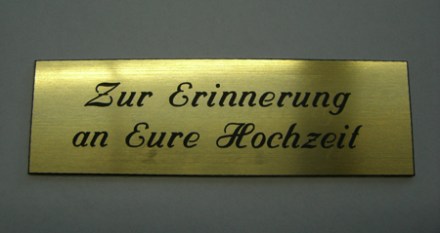 Zur Erinnerung
an Eure Hochzeit